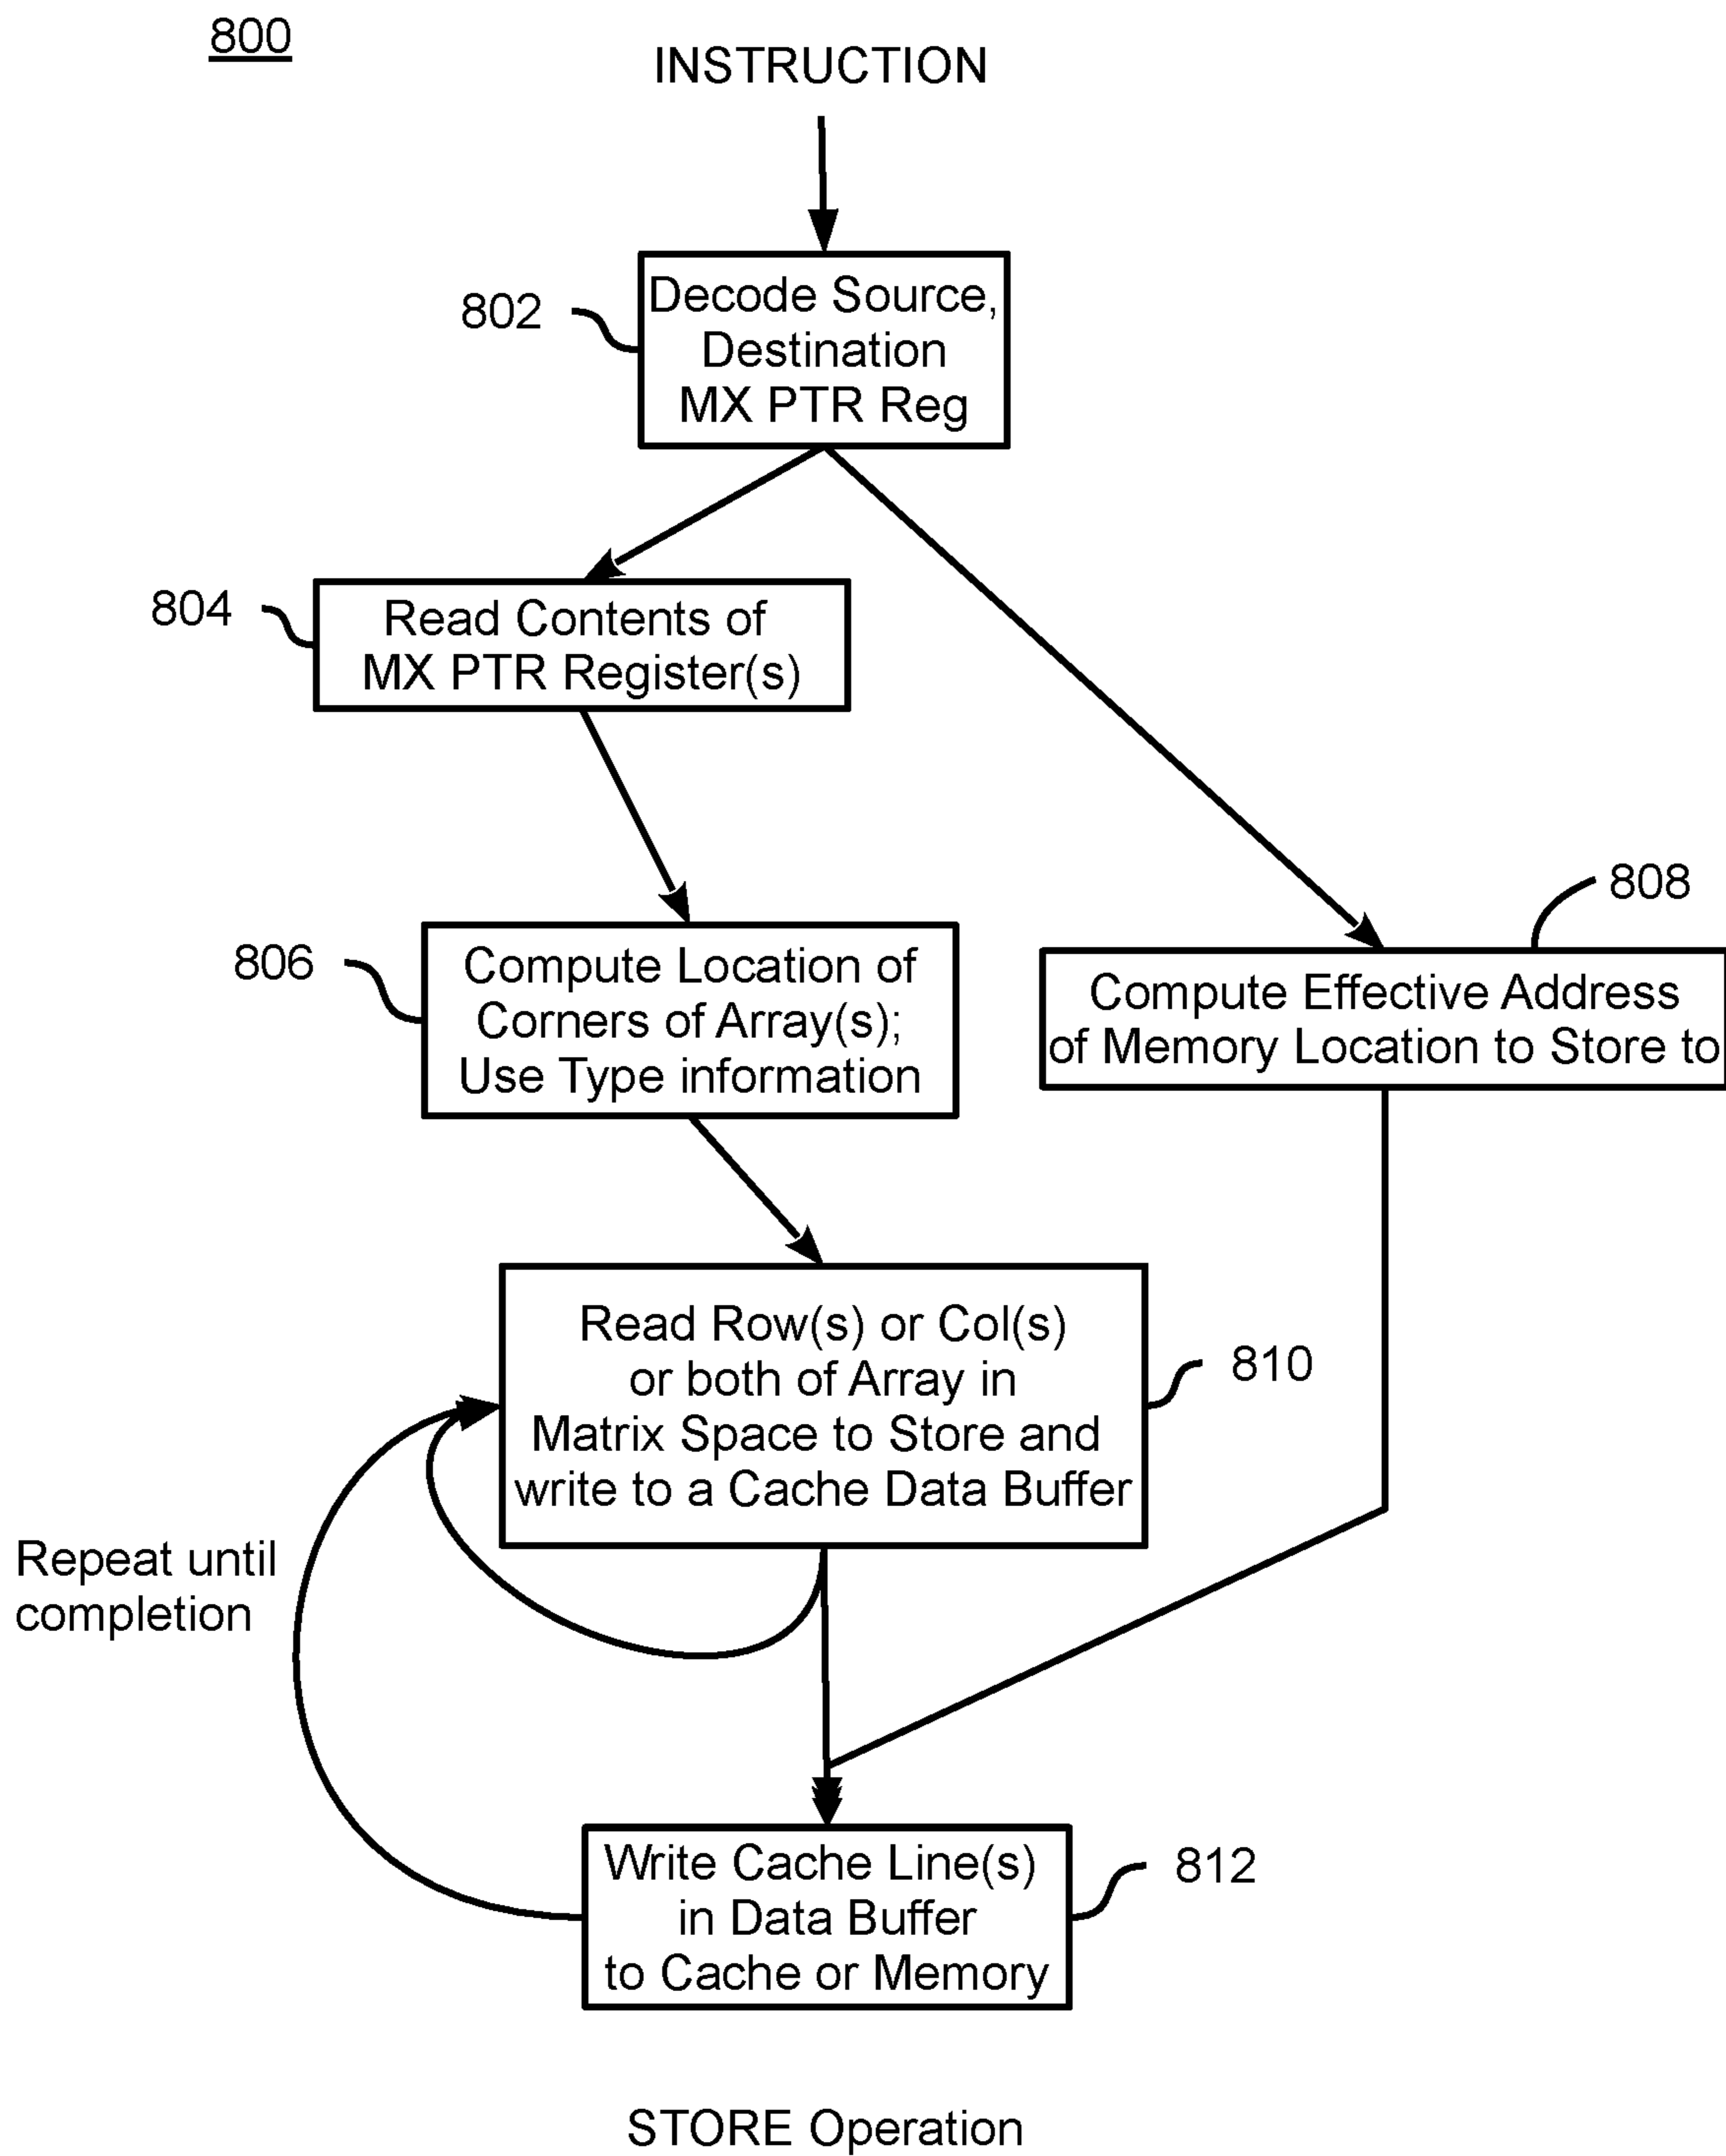 800
INSTRUCTION
802
Decode Source,
Destination
MX PTR Reg
804
Read Contents of
MX PTR Register(s)
806
Compute Location of
Corners of Array(s);
Use Type information
808
Compute Effective Address
of Memory Location to Store to
Read Row(s) or Col(s)
or both of Array in
Matrix Space to Store and
write to a Cache Data Buffer
810
Repeat until
completion
Write Cache Line(s)
in Data Buffer
to Cache or Memory
812
STORE Operation